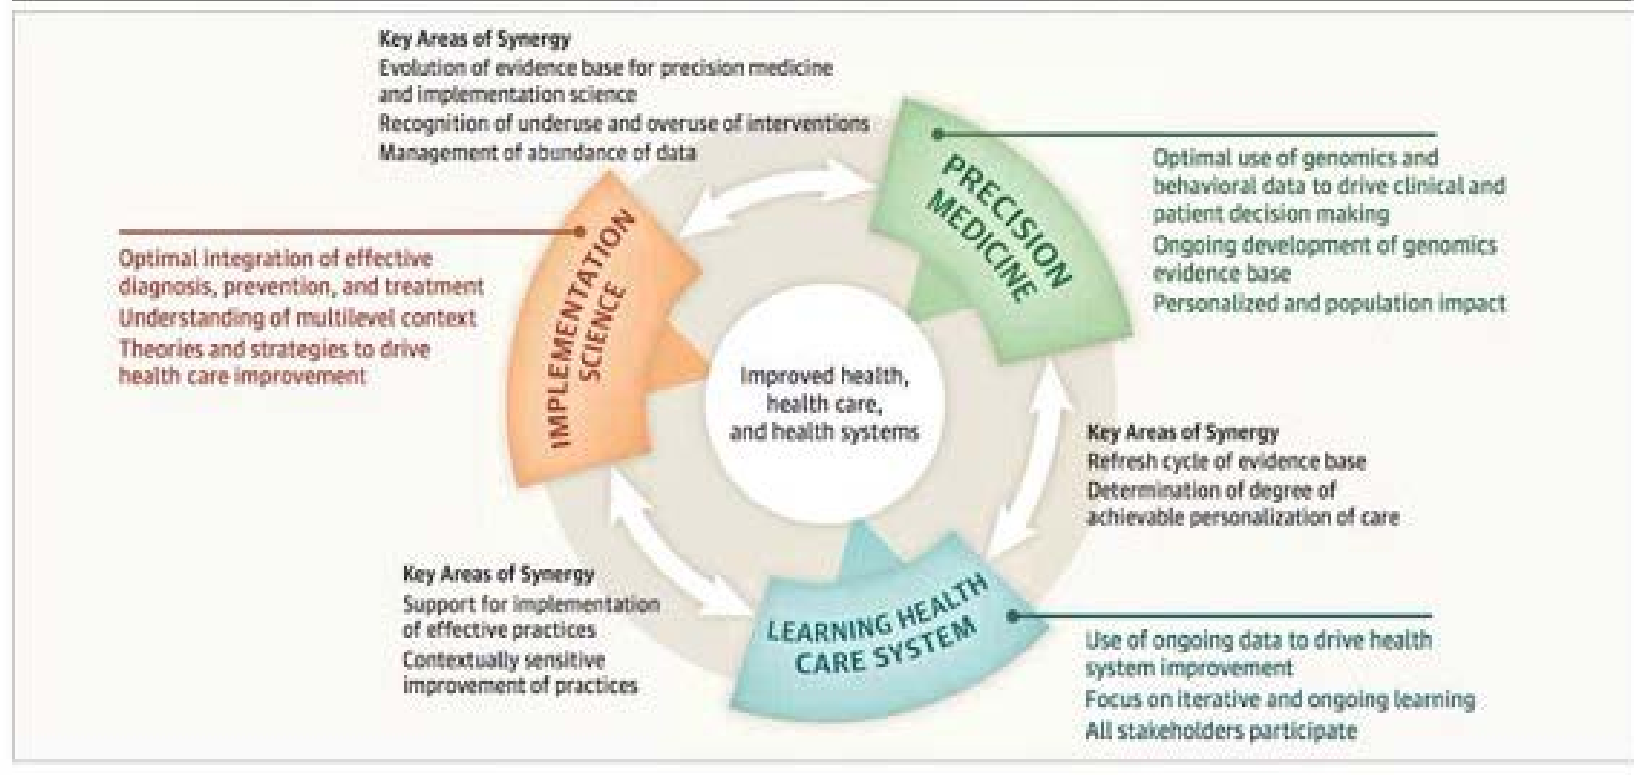 Key Areas of Synergy
Evolution of evidence base for precision medicine
and implementation science
Recognition of underuse and overuse of interventions
Management of abundance of data
PRECISION
MEDICINE
Optimal use of genomics and
behavioral data to drive clinical and
patient decision making
Ongoing development of genomics
evidence base
Personalized and population impact
IMPLEMENTATION
SCIENCE
Optimal integration of effective
diagnosis, prevention, and treatment
Understanding of multilevel context
Theories and strategies to drive
health care improvement
Improved health,
health care,
and health systems
Key Areas of Synergy
Refresh cycle of evidence base
Determination of degree of
achievable personalization of care
Key Areas of Synergy
Support for implementation
of effective practices
Contextually sensitive
improvement of practices
LEARNING HEALTH
CARE SYSTEM
Use of ongoing data to drive health
system improvement
Focus on iterative and ongoing learning
All stakeholders participate